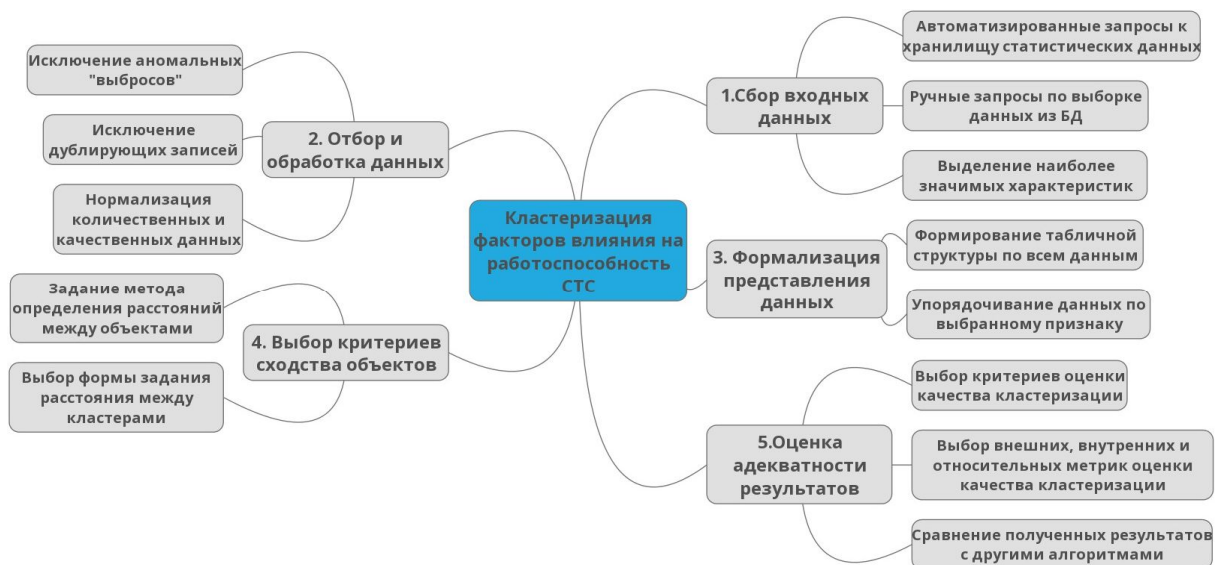 Кластеризация
факторов влияния на
работоспособность
СТС
1.Сбор входных
данных
Автоматизированные запросы к
хранилищу статистических данных
Ручные запросы по выборке
данных из БД
Выделение наиболее
значимых характеристик
2. Отбор и
обработка данных
Исключение аномальных
"выбросов"
Исключение
дублирующих записей
Нормализация
количественных и
качественных данных
3. Формализация
представления
данных
Формирование табличной
структуры по всем данным
Упорядочивание данных по
выбранному признаку
4. Выбор критериев
сходства объектов
Задание метода
определения расстояний
между объектами
Выбор формы задания
расстояния между
кластерами
5.Оценка
адекватности
результатов
Выбор критериев оценки
качества кластеризации
Выбор внешних, внутренних и
относительных метрик оценки
качества кластеризации
Сравнение полученных результатов
с другими алгоритмами